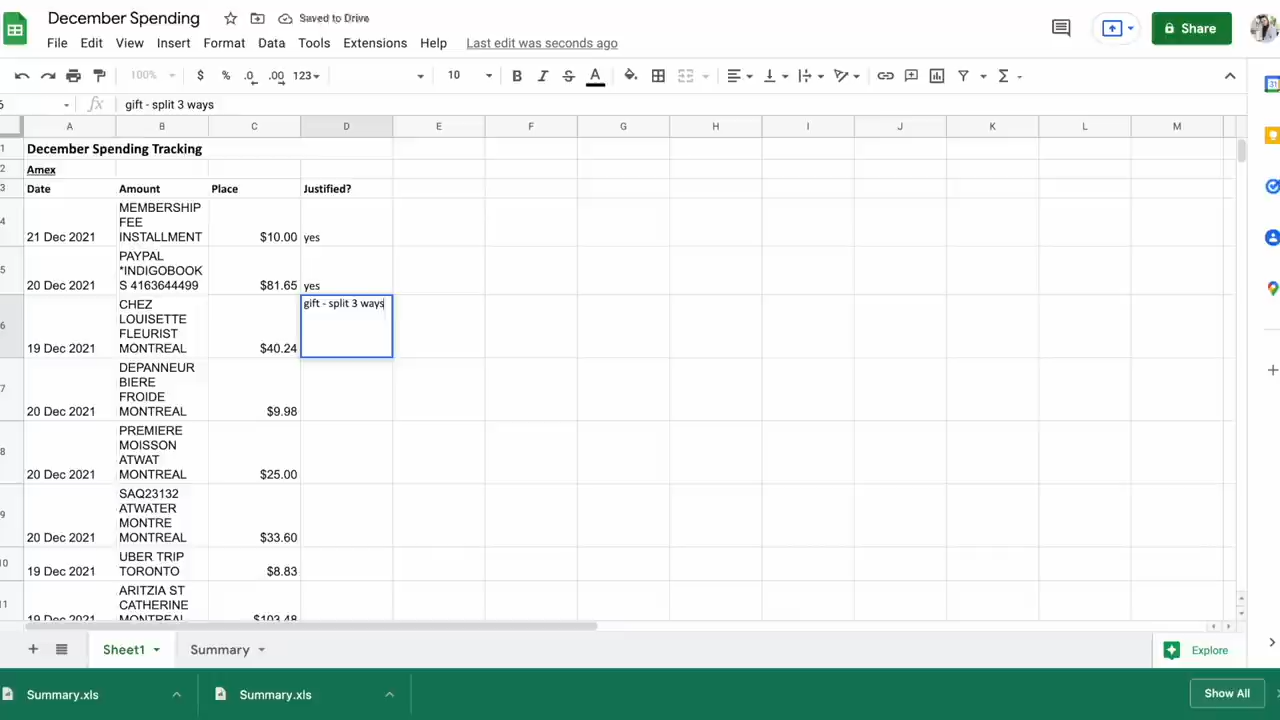 December Spending
Saved to Drive
File Edit View Insert Format Data Tools Extensions Help Last edit was seconds ago
Share
100% $ % .0 .00 123 10 B I S A
6 fx gift - split 3 ways
A B C D E F G H I J K L M
1 December Spending Tracking
2 Amex
3 Date Amount Place Justified?
MEMBERSHIP
4 FEE
21 Dec 2021 INSTALLMENT $10.00 yes
PAYPAL
5 *INDIGOBOOK
20 Dec 2021 S 4163644499 $81.65 yes
CHEZ gift - split 3 ways
LOUISETTE
6 FLEURIST
19 Dec 2021 MONTREAL $40.24
DEPANNEUR
7 BIERE
FROIDE
20 Dec 2021 MONTREAL $9.98
PREMIERE
8 MOISSON
ATWAT
20 Dec 2021 MONTREAL $25.00
SAQ23132
9 ATWATER
MONTRE
20 Dec 2021 MONTREAL $33.60
10 UBER TRIP
19 Dec 2021 TORONTO $8.83
ARITZIA ST
11 CATHERINE
19 Dec 2021 MONTREAL $103.48
Sheet1 Summary Explore
Summary.xls Summary.xls Show All